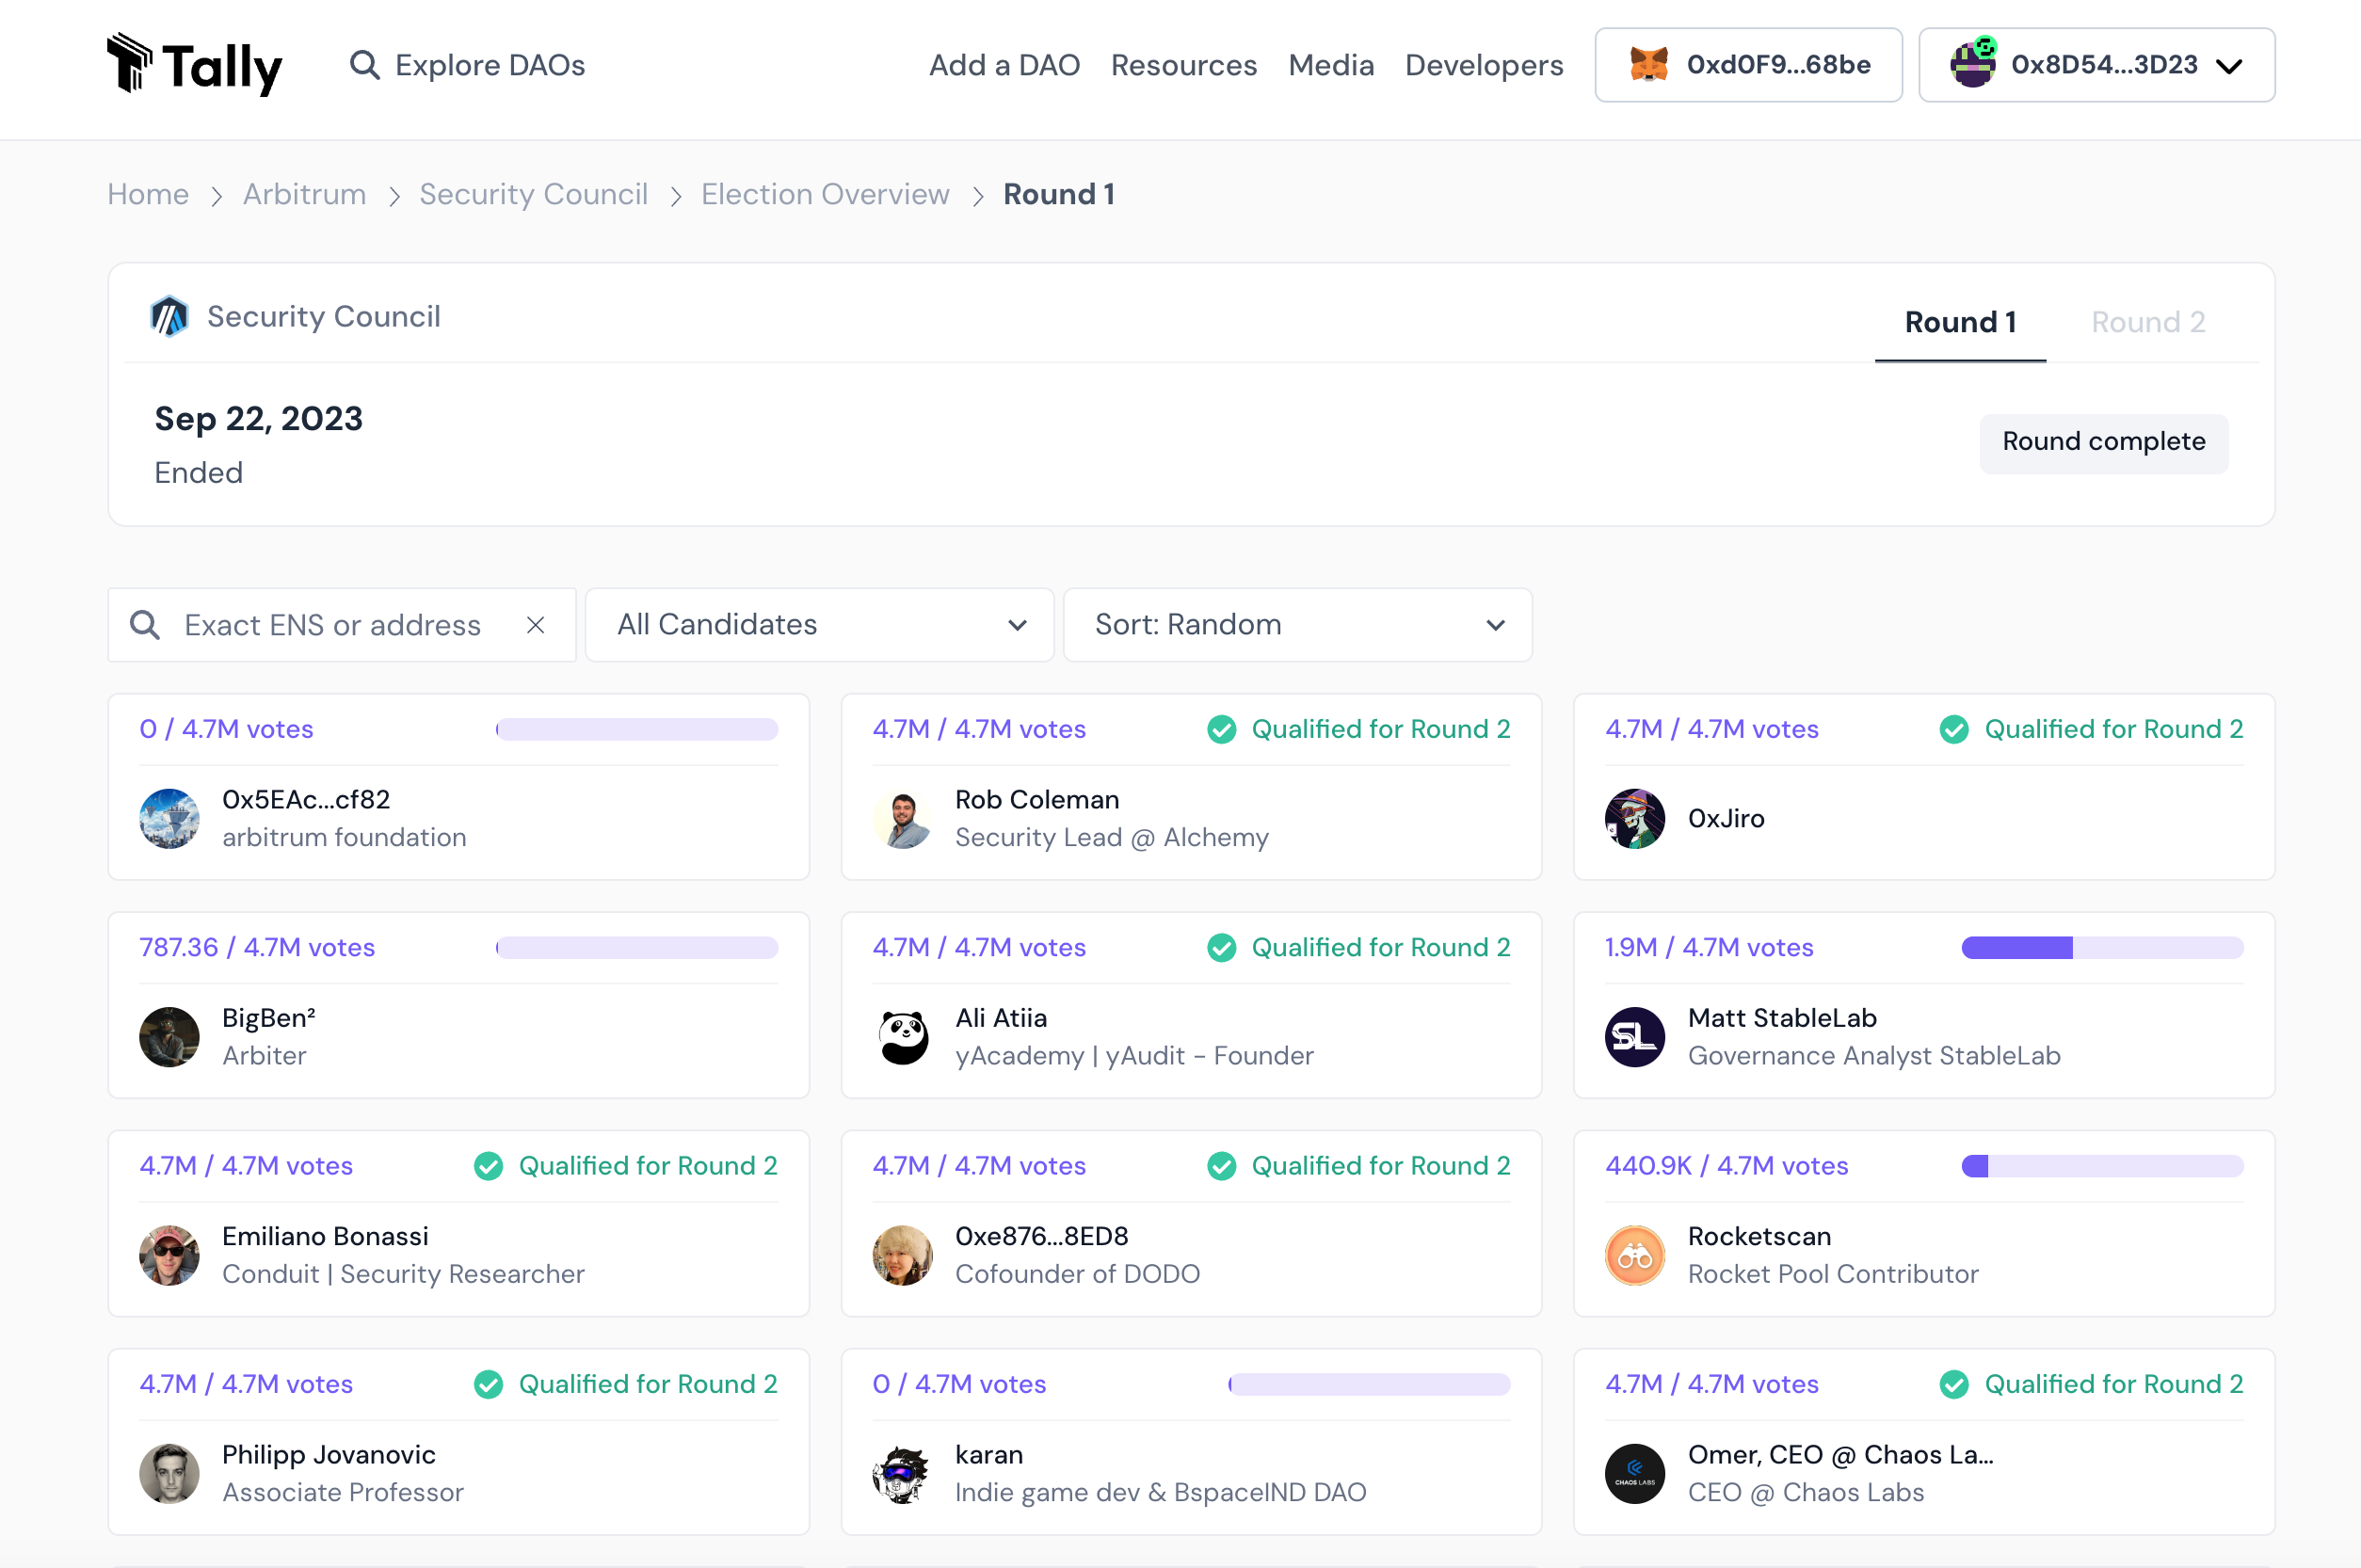 Tally
Explore DAOs
Add a DAO
Resources
Media
Developers
0xd0F9...68be
0x8D54...3D23
Home > Arbitrum > Security Council > Election Overview > Round 1
Security Council
Round 1
Round 2
Sep 22, 2023
Ended
Round complete
Exact ENS or address
All Candidates
Sort: Random
0 / 4.7M votes
0x5EAc...cf82
arbitrum foundation
4.7M / 4.7M votes
Qualified for Round 2
Rob Coleman
Security Lead @ Alchemy
4.7M / 4.7M votes
Qualified for Round 2
0xJiro
787.36 / 4.7M votes
BigBen²
Arbiter
4.7M / 4.7M votes
Qualified for Round 2
Ali Atiia
yAcademy | yAudit - Founder
1.9M / 4.7M votes
SL
Matt StableLab
Governance Analyst StableLab
4.7M / 4.7M votes
Qualified for Round 2
Emiliano Bonassi
Conduit | Security Researcher
4.7M / 4.7M votes
Qualified for Round 2
0xe876...8ED8
Cofounder of DODO
440.9K / 4.7M votes
Rocketscan
Rocket Pool Contributor
4.7M / 4.7M votes
Qualified for Round 2
Philipp Jovanovic
Associate Professor
0 / 4.7M votes
karan
Indie game dev & BspaceIND DAO
4.7M / 4.7M votes
Qualified for Round 2
CHAOS LABS
Omer, CEO @ Chaos La...
CEO @ Chaos Labs